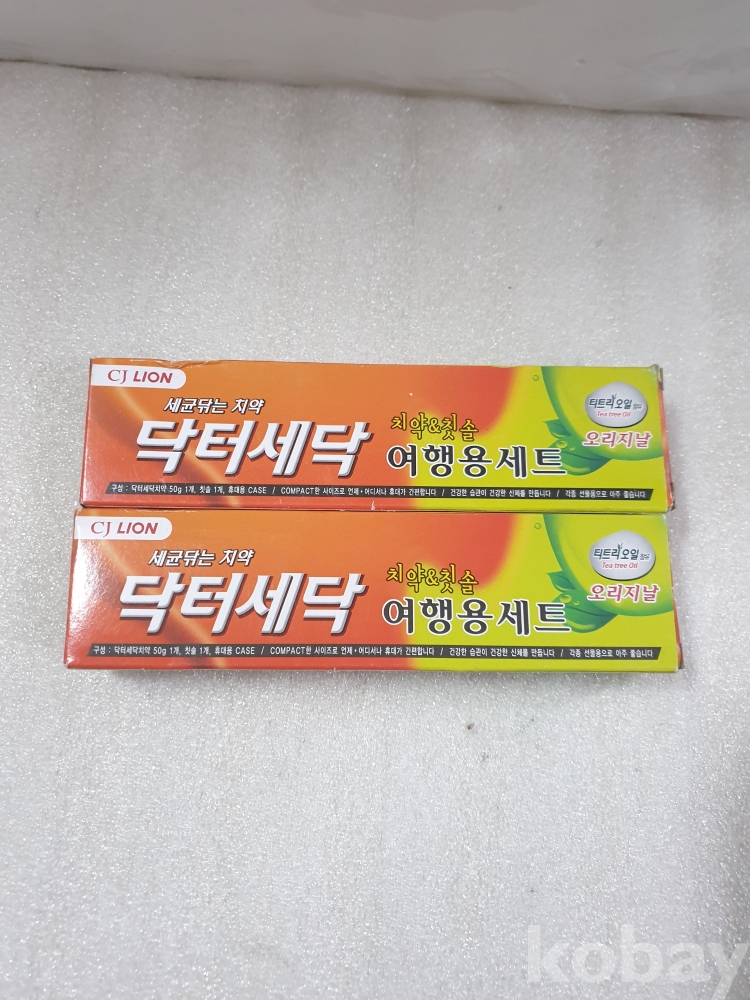 CJ LION
세균닦는 치약
닥터세닥
치약&칫솔
여행용세트
티트리오일 함유
Tea tree Oil
오리지날
구성 : 닥터세닥치약 50g 1개, 칫솔 1개, 휴대용 CASE / COMPACT한 사이즈로 언제•어디서나 휴대가 간편합니다 / 건강한 습관이 건강한 신체를 만듭니다 / 각종 선물용으로 아주 좋습니다
CJ LION
세균닦는 치약
닥터세닥
치약&칫솔
여행용세트
티트리오일 함유
Tea tree Oil
오리지날
구성 : 닥터세닥치약 50g 1개, 칫솔 1개, 휴대용 CASE / COMPACT한 사이즈로 언제•어디서나 휴대가 간편합니다 / 건강한 습관이 건강한 신체를 만듭니다 / 각종 선물용으로 아주 좋습니다
kobay